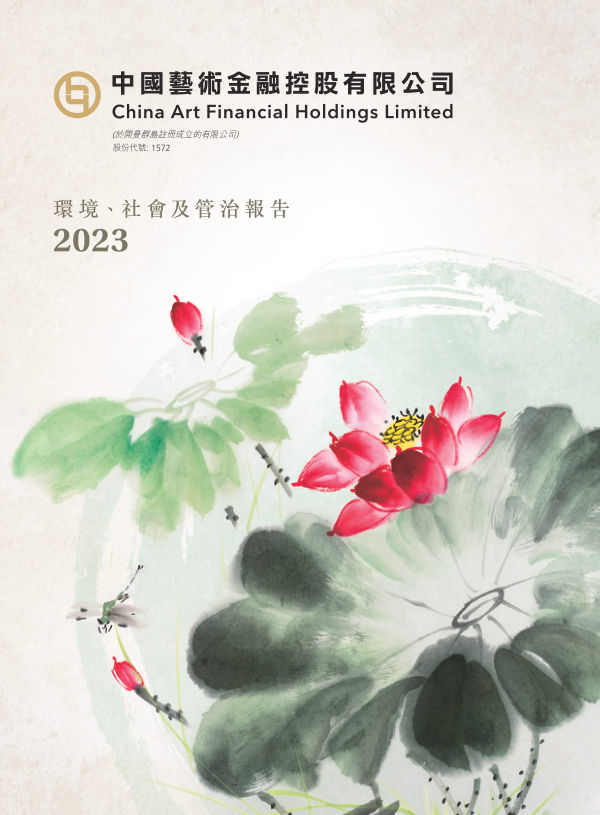 中國藝術金融控股有限公司
China Art Financial Holdings Limited
(於開曼群島註冊成立的有限公司)
股份代號: 1572
環境、社會及管治報告
2023